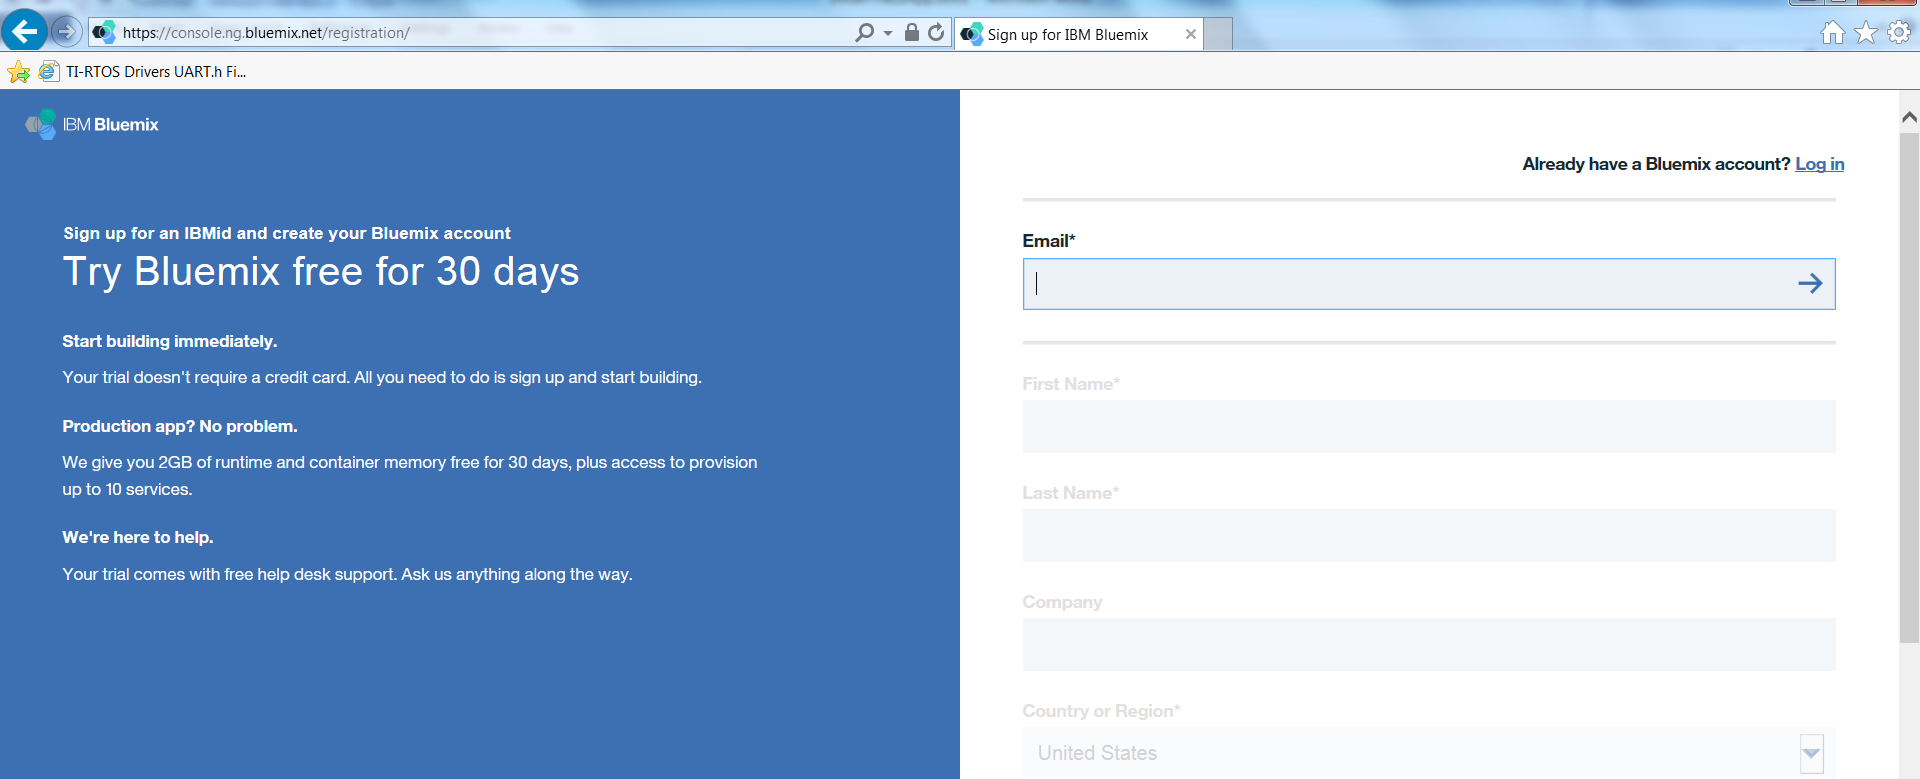 https://console.ng.bluemix.net/registration/
Sign up for IBM Bluemix
TI-RTOS Drivers UART.h Fi...
IBM Bluemix
Already have a Bluemix account? Log in
Sign up for an IBMid and create your Bluemix account
Try Bluemix free for 30 days
Start building immediately.
Your trial doesn't require a credit card. All you need to do is sign up and start building.
Production app? No problem.
We give you 2GB of runtime and container memory free for 30 days, plus access to provision
up to 10 services.
We're here to help.
Your trial comes with free help desk support. Ask us anything along the way.
Email*
First Name*
Last Name*
Company
Country or Region*
United States